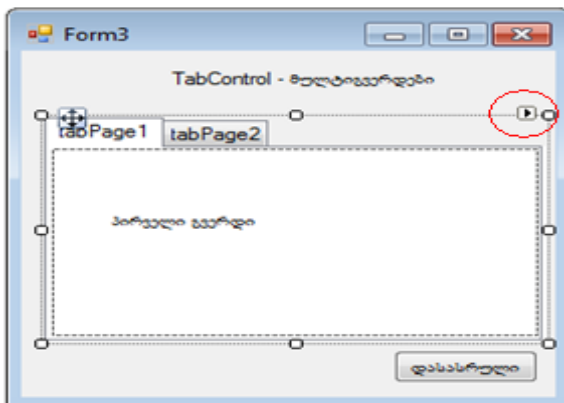 Form3
TabControl - მულტიგვერდები
tabPage1 tabPage2
პირველი გვერდი
დასასრული